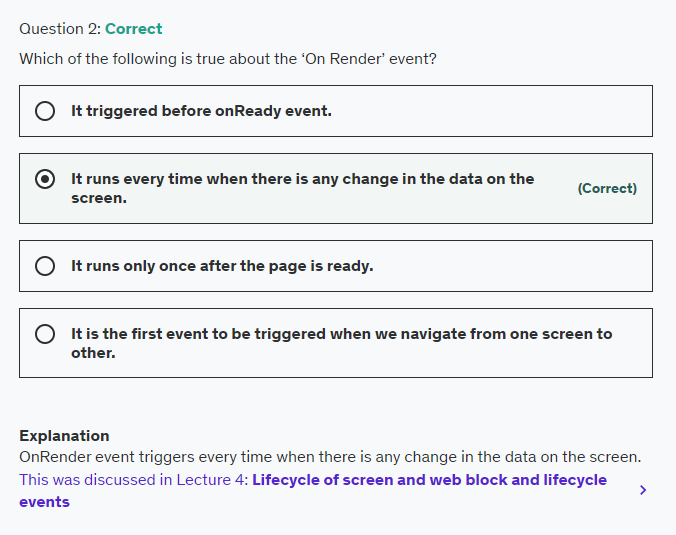 Question 2: Correct
Which of the following is true about the ‘On Render’ event?
It triggered before onReady event.
It runs every time when there is any change in the data on the
screen.
(Correct)
It runs only once after the page is ready.
It is the first event to be triggered when we navigate from one screen to
other.
Explanation
OnRender event triggers every time when there is any change in the data on the screen.
This was discussed in Lecture 4: Lifecycle of screen and web block and lifecycle
events